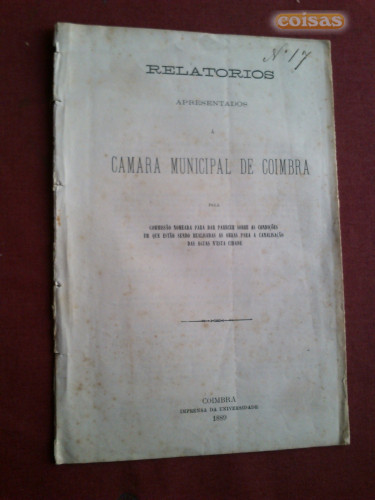 coisas
Nº 17
RELATORIOS
APRESENTADOS
Á
CAMARA MUNICIPAL DE COIMBRA
PELA
COMMISSÃO NOMEADA PARA DAR PARECER SOBRE AS CONDIÇÕES
EM QUE ESTÃO SENDO REALISADAS AS OBRAS PARA A CANALISAÇÃO
DAS AGUAS N'ESTA CIDADE
COIMBRA
IMPRENSA DA UNIVERSIDADE
1889